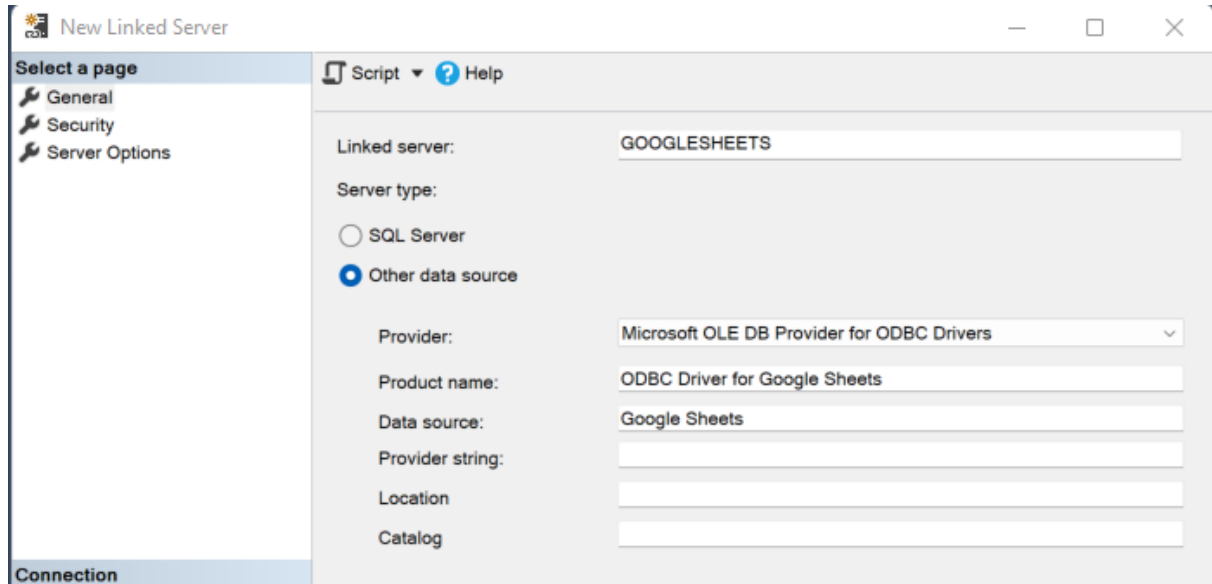 New Linked Server
Select a page
General
Security
Server Options
Connection
Script
Help
Linked server: GOOGLESHEETS
Server type:
SQL Server
Other data source
Provider: Microsoft OLE DB Provider for ODBC Drivers
Product name: ODBC Driver for Google Sheets
Data source: Google Sheets
Provider string:
Location
Catalog